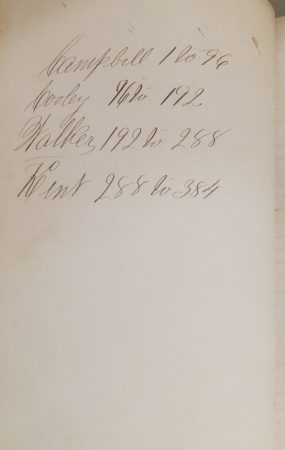 Campbell 1 to 96
Cooley 96 to 192
Walker, 192 to 288
Kent 288 to 384